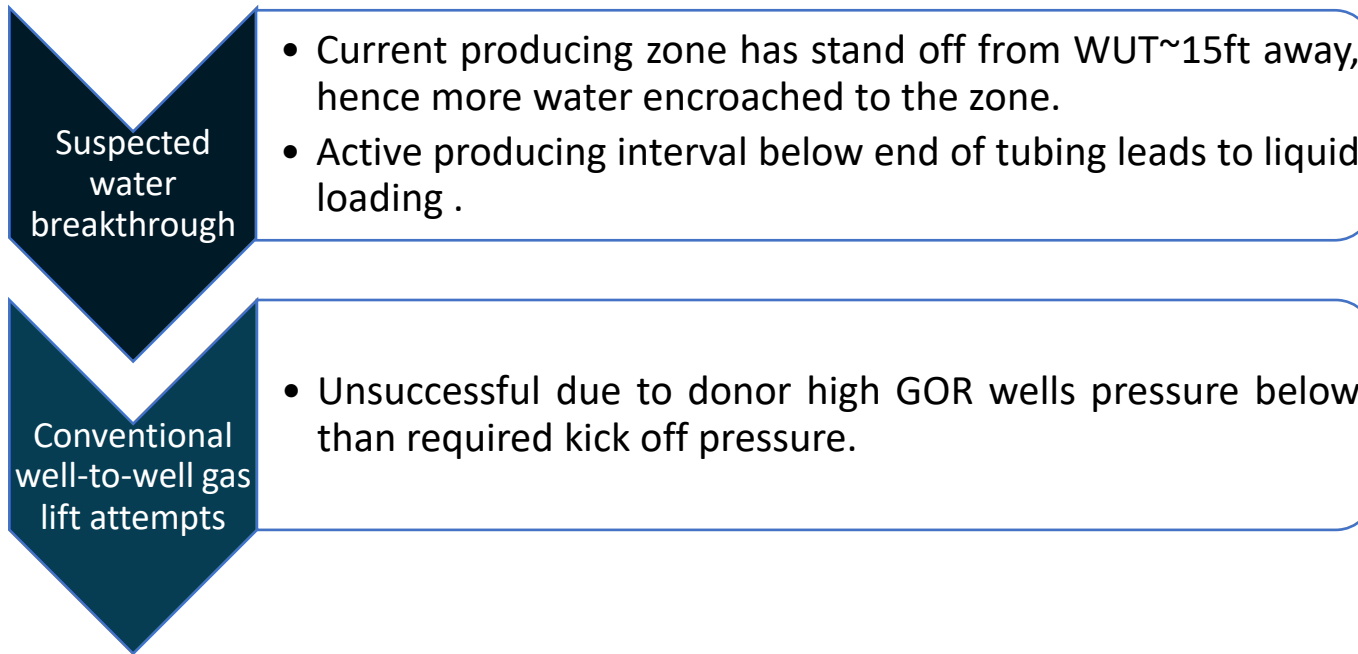 Suspected
water
breakthrough
• Current producing zone has stand off from WUT~15ft away,
hence more water encroached to the zone.
• Active producing interval below end of tubing leads to liquid
loading .
Conventional
well-to-well gas
lift attempts
• Unsuccessful due to donor high GOR wells pressure below
than required kick off pressure.